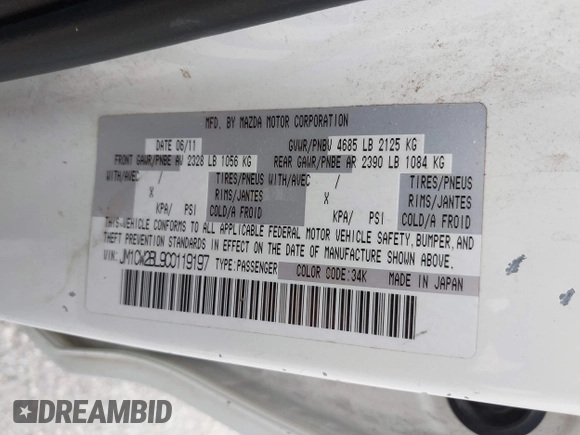 MFD. BY MAZDA MOTOR CORPORATION
DATE 06/11 GVWR/PNBV 4685 LB 2125 KG
FRONT GAWR/PNBE AV 2328 LB 1056 KG REAR GAWR/PNBE AR 2390 LB 1084 KG
WITH/AVEC / TIRES/PNEUS WITH/AVEC / TIRES/PNEUS
X RIMS/JANTES X RIMS/JANTES
KPA/ PSI COLD/A FROID KPA/ PSI COLD/A FROID
THIS VEHICLE CONFORMS TO ALL APPLICABLE FEDERAL MOTOR VEHICLE SAFETY, BUMPER, AND
THEFT PREVENTION STANDARDS IN EFFECT ON THE DATE OF MANUFACTURE SHOWN ABOVE.
VIN: JM1CW2BL9C0119197 TYPE:PASSENGER COLOR CODE:34K MADE IN JAPAN
DREAMBID